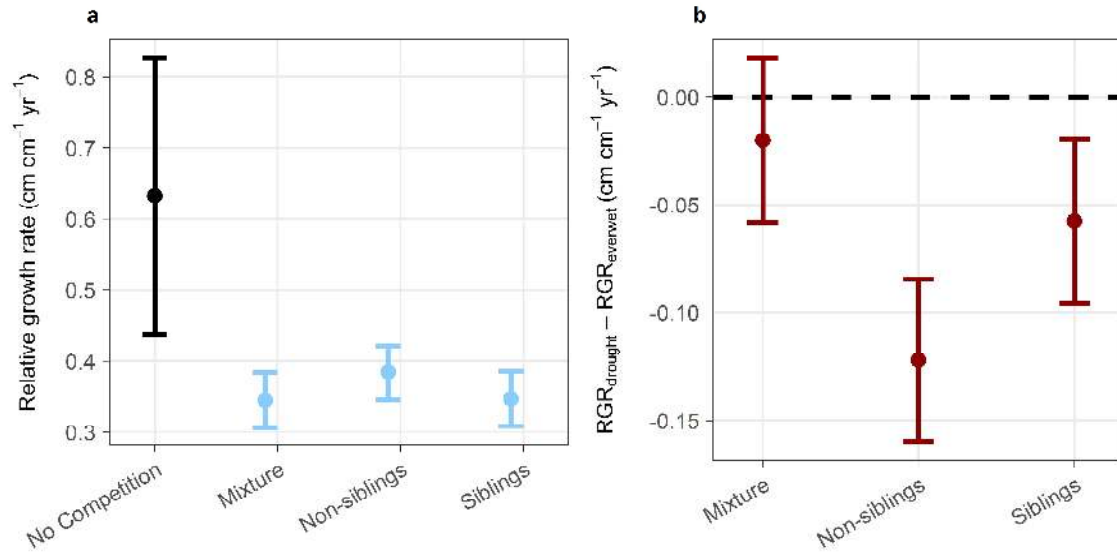 a
Relative growth rate (cm cm⁻¹ yr⁻¹)
0.8
0.7
0.6
0.5
0.4
0.3
No Competition
Mixture
Non-siblings
Siblings
b
RGRdrought – RGReverwet (cm cm⁻¹ yr⁻¹)
0.00
-0.05
-0.10
-0.15
Mixture
Non-siblings
Siblings